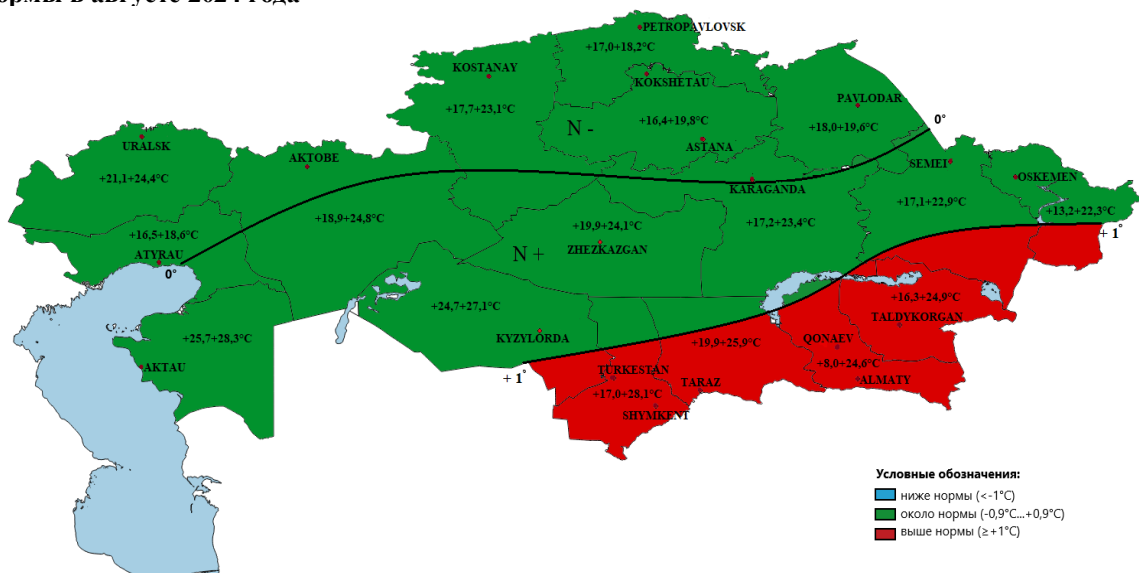 ормы в августе 2024 года
PETROPAVLOVSK
+17,0+18,2°C
KOSTANAY
KOKSHETAU
+17,7+23,1°C
PAVLODAR
+16,4+19,8°C
N -
+18,0+19,6°C
0°
URALSK
ASTANA
AKTOBE
SEMEI
OSKEMEN
+21,1+24,4°C
KARAGANDA
+17,1+22,9°C
+13,2+22,3°C
+18,9+24,8°C
+17,2+23,4°C
+19,9+24,1°C
+16,5+18,6°C
+ 1°
ZHEZKAZGAN
N +
ATYRAU
0°
+16,3+24,9°C
+24,7+27,1°C
TALDYKORGAN
KYZYLORDA
+25,7+28,3°C
+19,9+25,9°C
QONAEV
+8,0+24,6°C
AKTAU
+ 1°
TURKESTAN
TARAZ
ALMATY
+17,0+28,1°C
SHYMKENT
Условные обозначения:
ниже нормы (<-1°C)
около нормы (-0,9°C...+0,9°C)
выше нормы (≥+1°C)